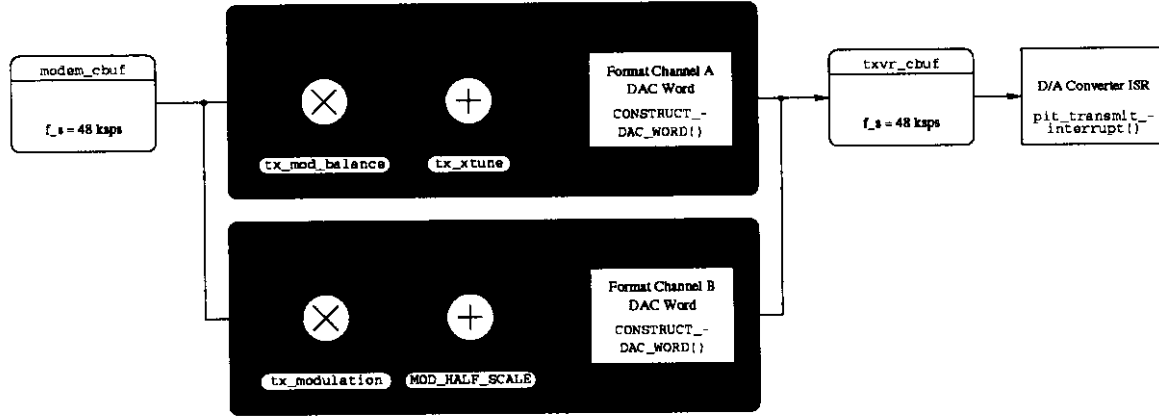 modem_cbuf
f_s = 48 ksps
tx_mod_balance
tx_xtune
Format Channel A
DAC Word
CONSTRUCT_-
DAC_WORD()
txvr_cbuf
f_s = 48 ksps
D/A Converter ISR
pit_transmit_-
interrupt()
tx_modulation
MOD_HALF_SCALE
Format Channel B
DAC Word
CONSTRUCT_-
DAC_WORD()